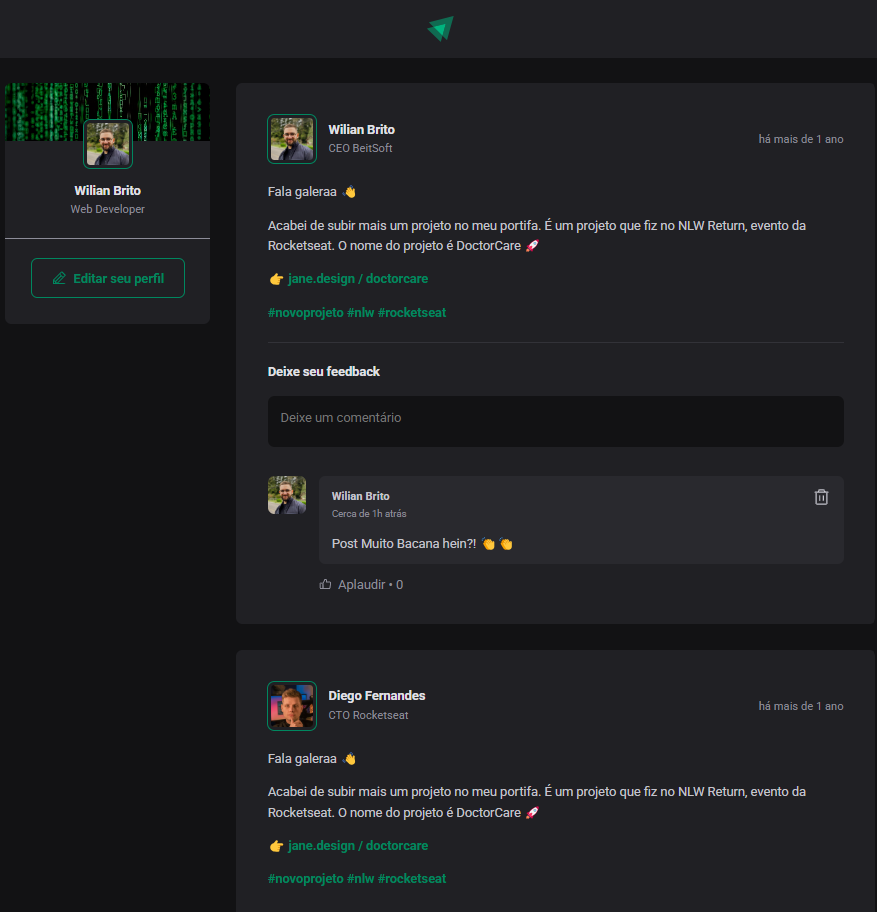 Wilian Brito
Web Developer
Editar seu perfil
Wilian Brito
CEO BeitSoft
há mais de 1 ano
Fala galeraa 👋
Acabei de subir mais um projeto no meu portifa. É um projeto que fiz no NLW Return, evento da
Rocketseat. O nome do projeto é DoctorCare 🚀
👉 jane.design / doctorcare
#novoprojeto #nlw #rocketseat
Deixe seu feedback
Deixe um comentário
Wilian Brito
Cerca de 1h atrás
Post Muito Bacana hein?! 👏 👏
Aplaudir • 0
Diego Fernandes
CTO Rocketseat
há mais de 1 ano
Fala galeraa 👋
Acabei de subir mais um projeto no meu portifa. É um projeto que fiz no NLW Return, evento da
Rocketseat. O nome do projeto é DoctorCare 🚀
👉 jane.design / doctorcare
#novoprojeto #nlw #rocketseat